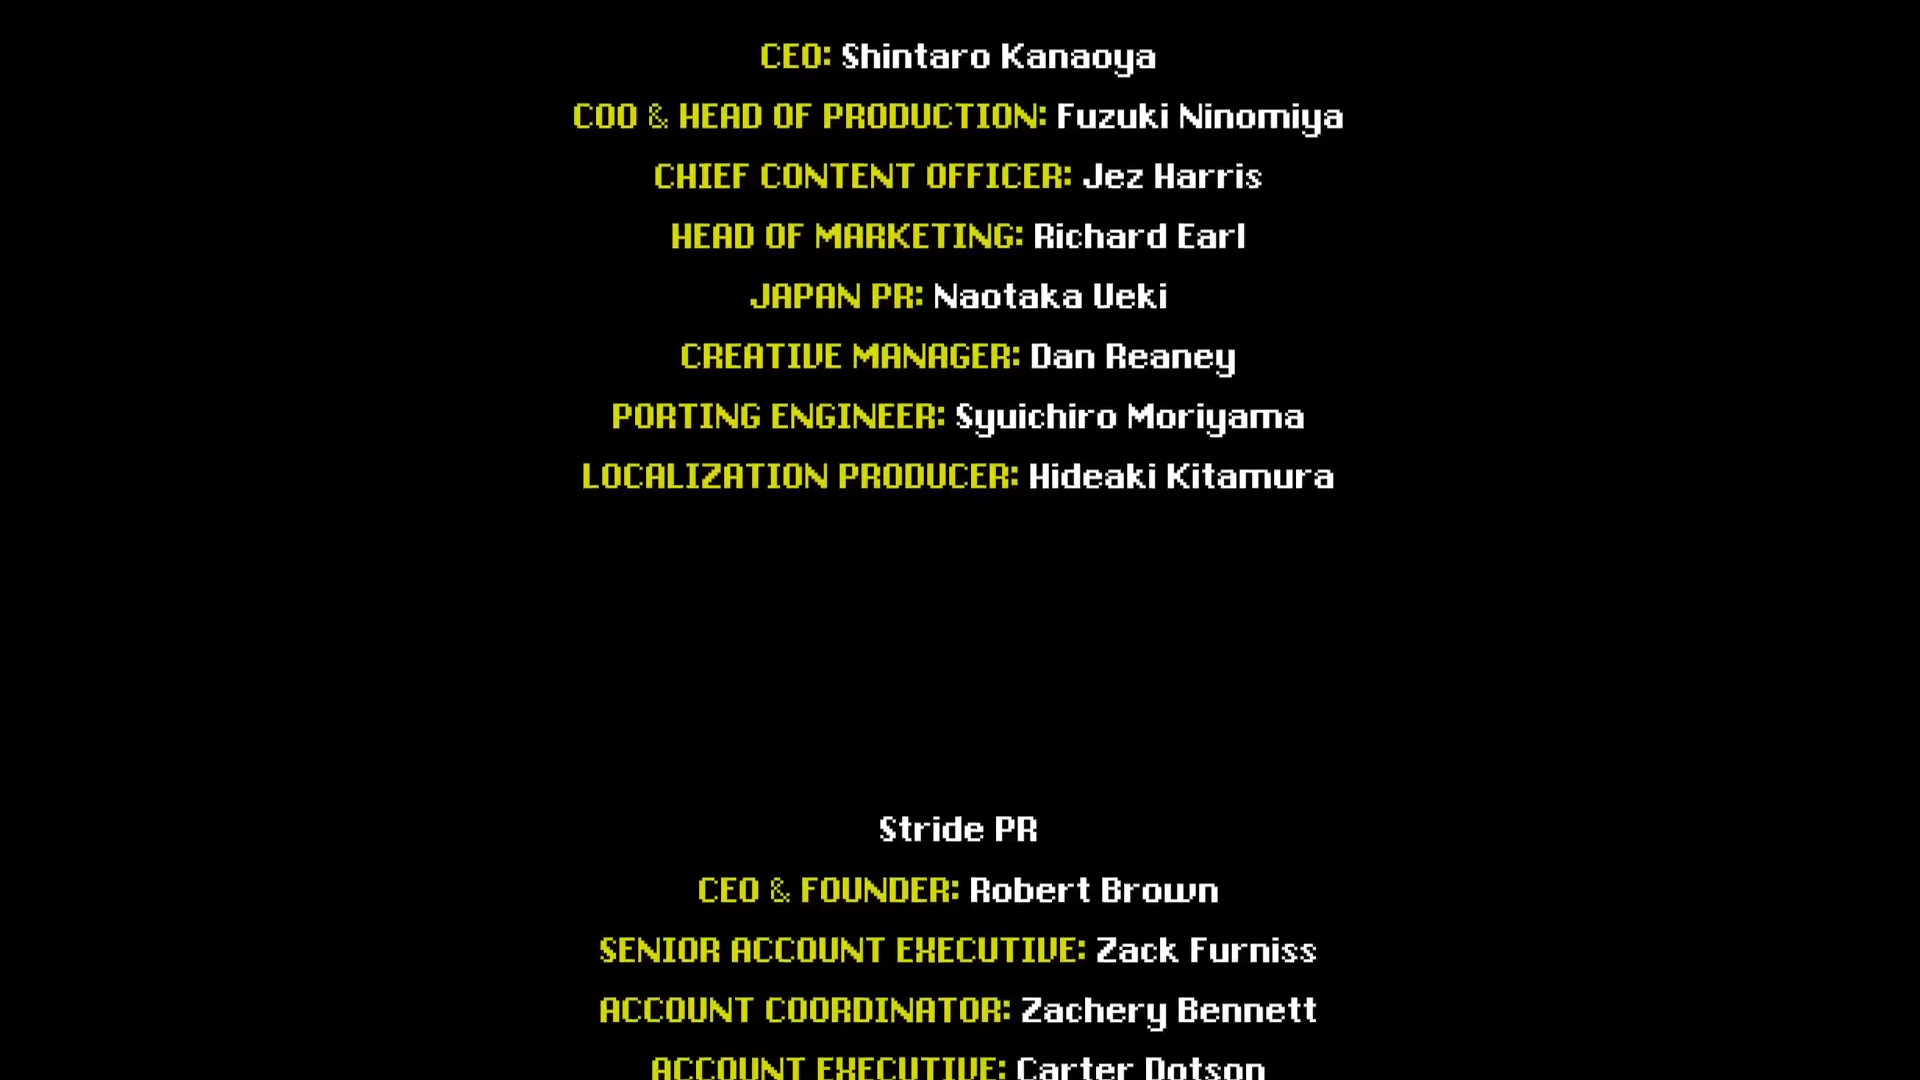 CEO: Shintaro Kanaoya
COO & HEAD OF PRODUCTION: Fuzuki Ninomiya
CHIEF CONTENT OFFICER: Jez Harris
HEAD OF MARKETING: Richard Earl
JAPAN PR: Naotaka Ueki
CREATIVE MANAGER: Dan Reaney
PORTING ENGINEER: Syuichiro Moriyama
LOCALIZATION PRODUCER: Hideaki Kitamura
Stride PR
CEO & FOUNDER: Robert Brown
SENIOR ACCOUNT EXECUTIVE: Zack Furniss
ACCOUNT COORDINATOR: Zachery Bennett
ACCOUNT EXECUTIVE: Carter Dotson